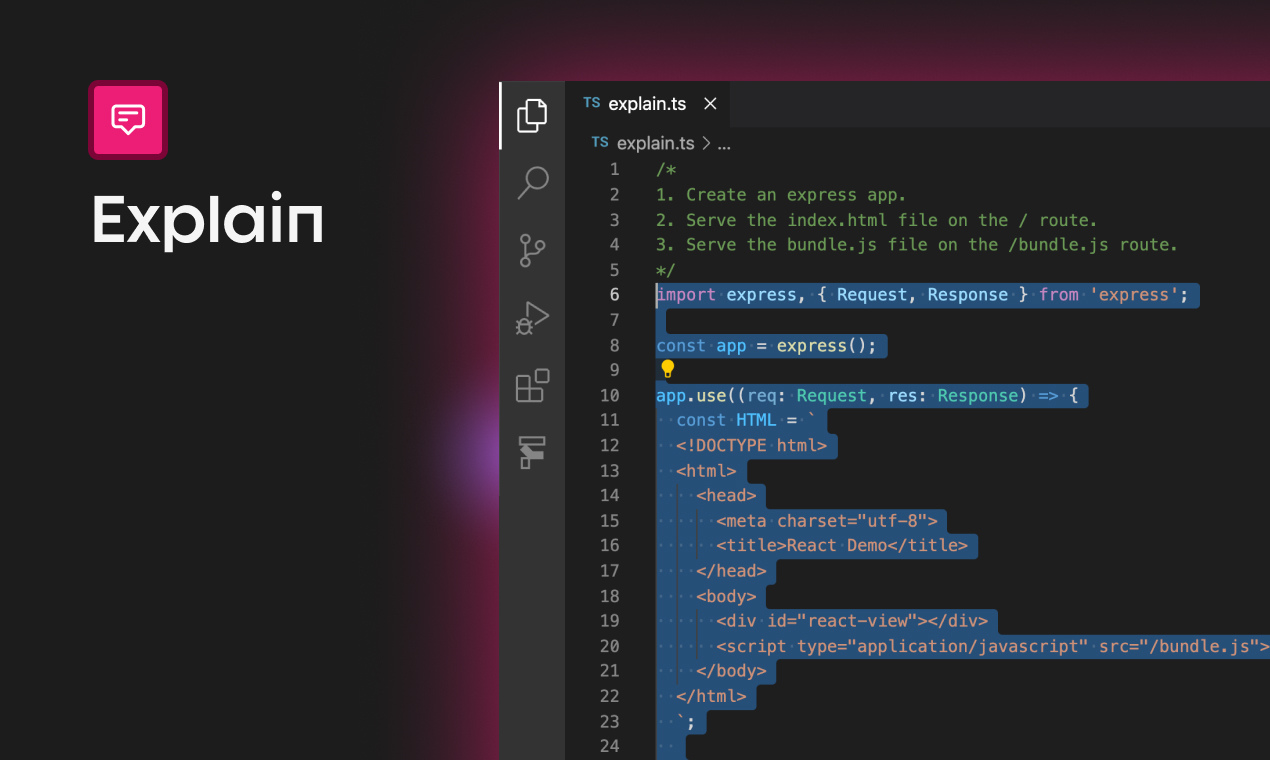 Explain
TS explain.ts
TS explain.ts > ...
1 /*
2 1. Create an express app.
3 2. Serve the index.html file on the / route.
4 3. Serve the bundle.js file on the /bundle.js route.
5 */
6 import express, { Request, Response } from 'express';
7
8 const app = express();
9
10 app.use((req: Request, res: Response) => {
11   const HTML = `
12   <!DOCTYPE html>
13   <html>
14     <head>
15       <meta charset="utf-8">
16       <title>React Demo</title>
17     </head>
18     <body>
19       <div id="react-view"></div>
20       <script type="application/javascript" src="/bundle.js">
21     </body>
22   </html>
23   `;
24